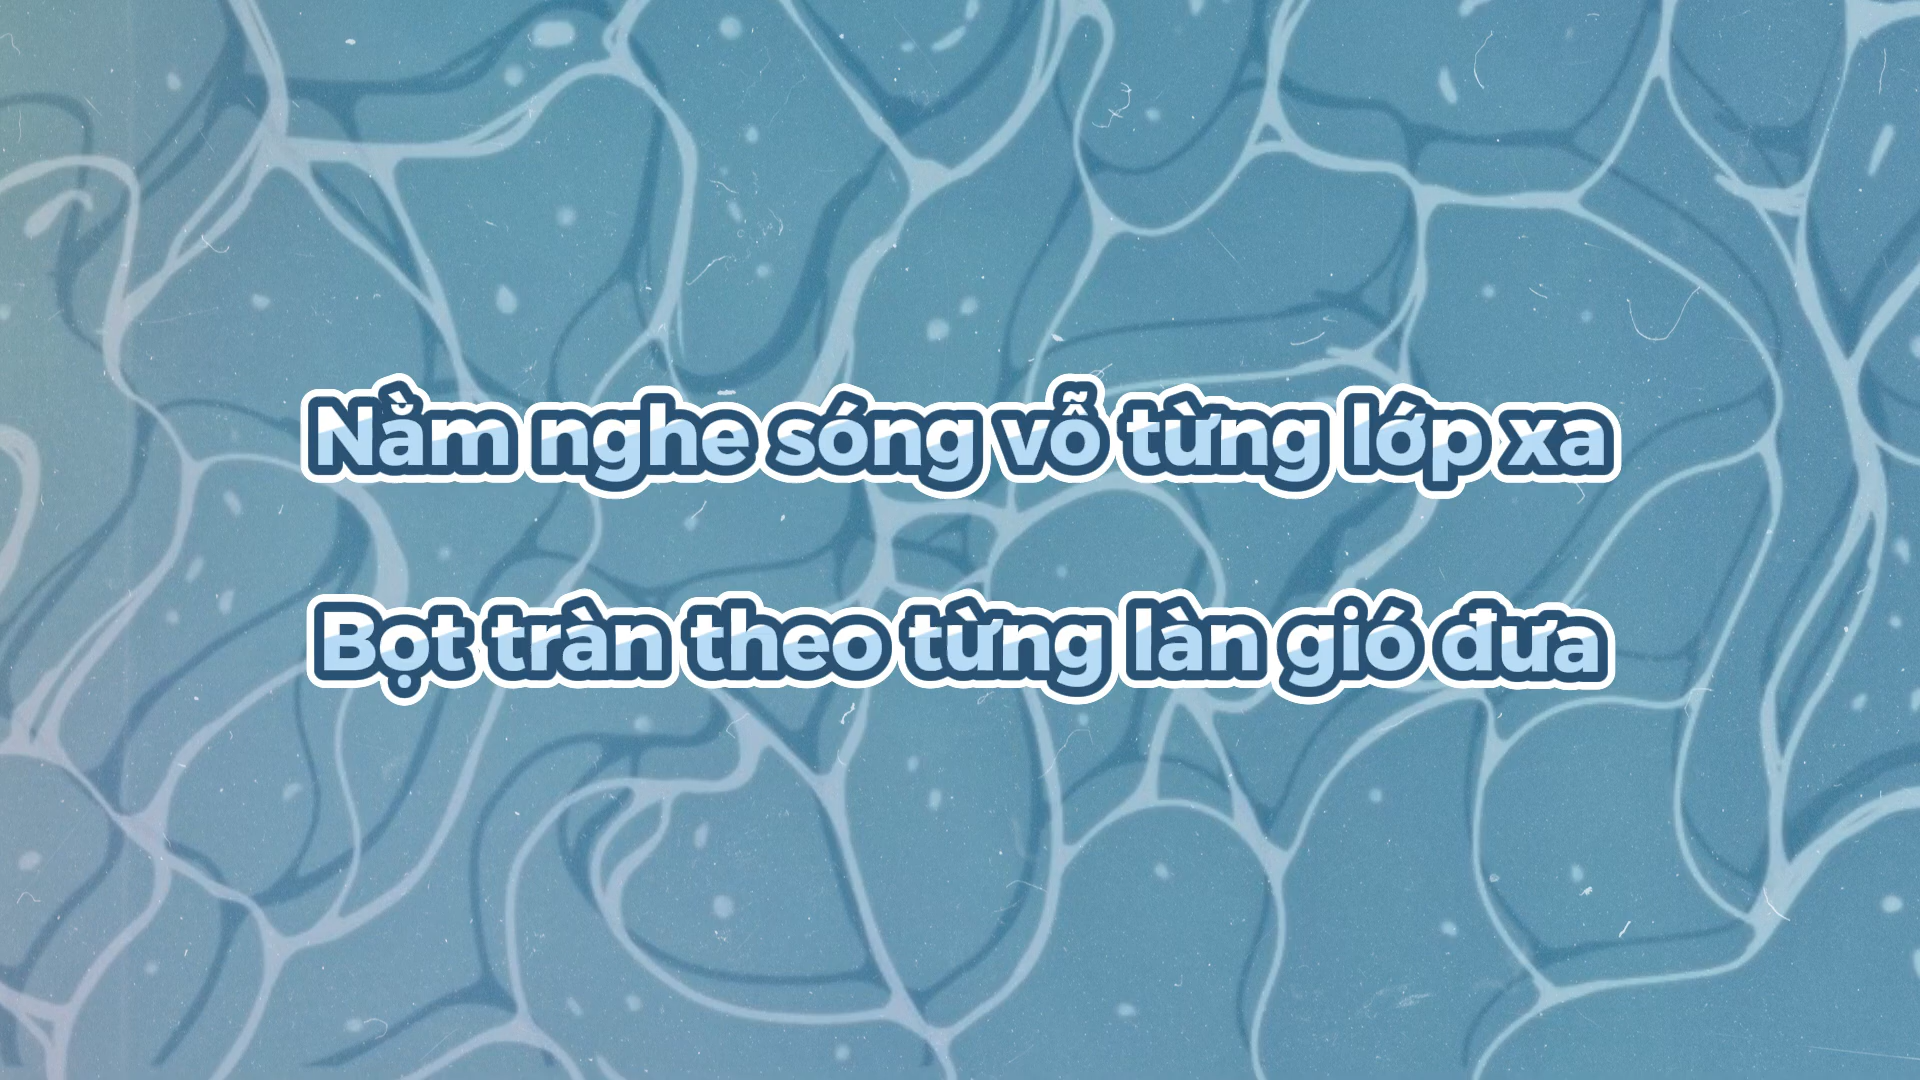 Nằm nghe sóng vỗ từng lớp xa
Bọt tràn theo từng làn gió đưa